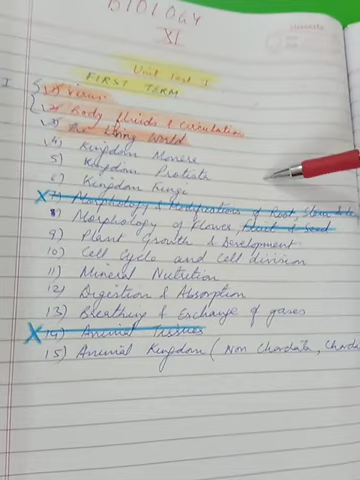 BIOLOGY
XI
Unit Test I
FIRST TERM
I 1) Virus
2) Body fluids & Circulation
3) The Living World
4) Kingdom Monera
5) Kingdom Protista
6) Kingdom Fungi
X 7) Morphology & Modifications of Root, Stem
8) Morphology of Flower, Fruit & Seed
9) Plant Growth & Development
10) Cell Cycle and Cell division
11) Mineral Nutrition
12) Digestion & Absorption
13) Breathing & Exchange of gases
X 14) Animal Tissues
15) Animal Kingdom (Non Chordata, Chorda